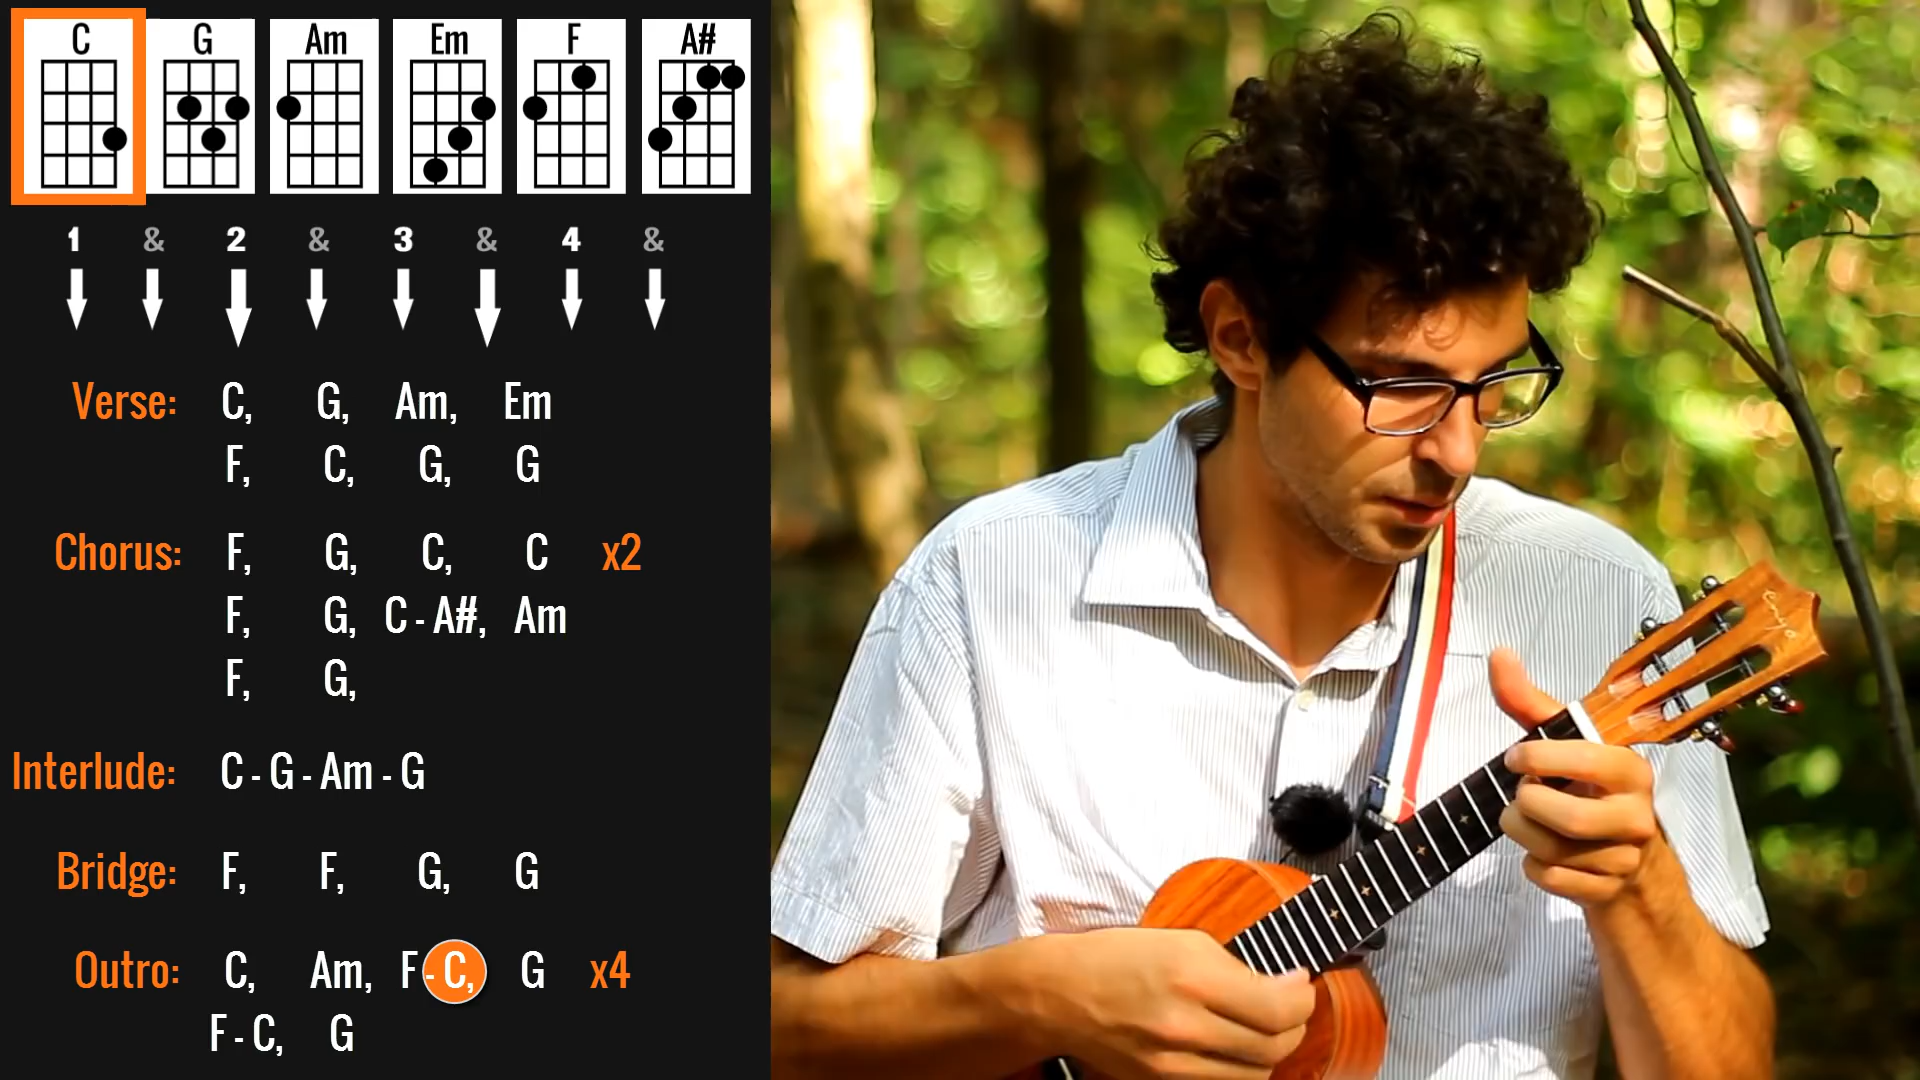 C G Am Em F A#
1 & 2 & 3 & 4 &
Verse: C, G, Am, Em
F, C, G, G
Chorus: F, G, C, C x2
F, G, C - A#, Am
F, G,
Interlude: C - G - Am - G
Bridge: F, F, G, G
Outro: C, Am, F - C, G x4
F - C, G